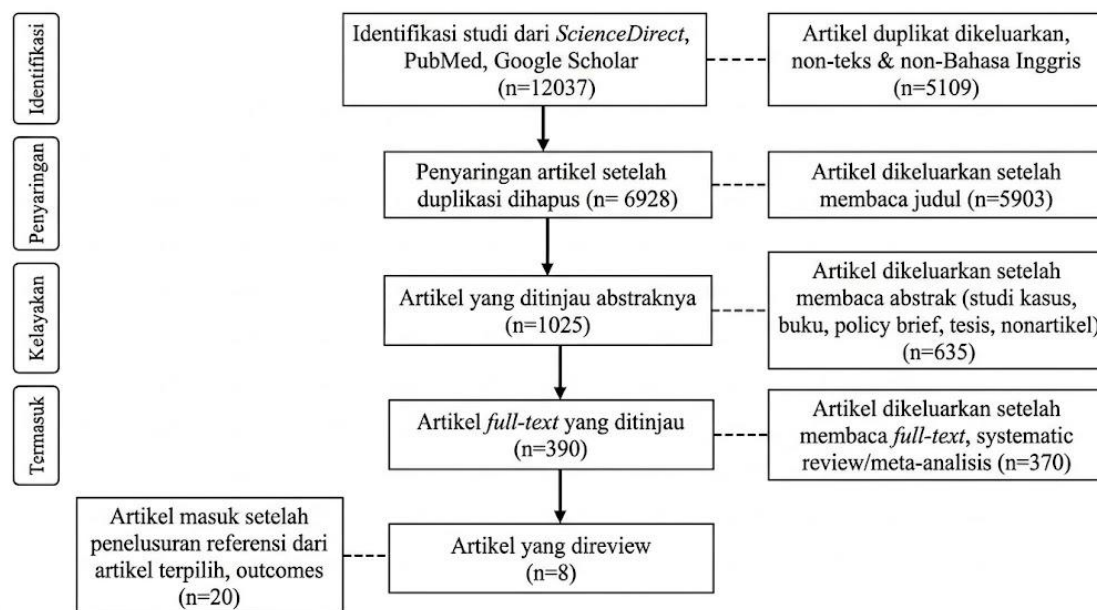 Identifikasi
Identifikasi studi dari ScienceDirect,
PubMed, Google Scholar
(n=12037)
Artikel duplikat dikeluarkan,
non-teks & non-Bahasa Inggris
(n=5109)
Penyaringan
Penyaringan artikel setelah
duplikasi dihapus (n= 6928)
Artikel dikeluarkan setelah
membaca judul (n=5903)
Kelayakan
Artikel yang ditinjau abstraknya
(n=1025)
Artikel dikeluarkan setelah
membaca abstrak (studi kasus,
buku, policy brief, tesis, nonartikel)
(n=635)
Termasuk
Artikel full-text yang ditinjau
(n=390)
Artikel dikeluarkan setelah
membaca full-text, systematic
review/meta-analisis (n=370)
Artikel masuk setelah
penelusuran referensi dari
artikel terpilih, outcomes
(n=20)
Artikel yang direview
(n=8)